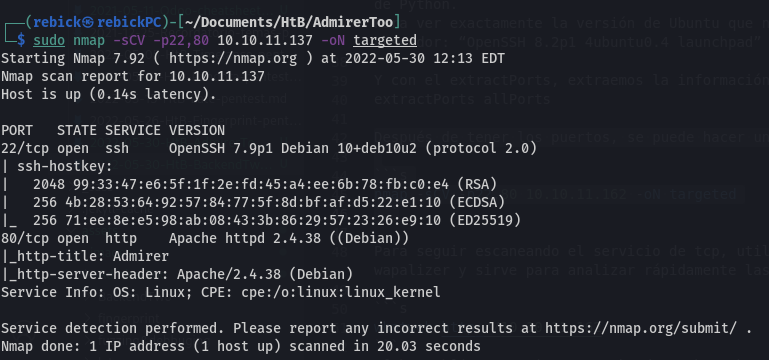 ┌──(rebick㉿rebickPC)-[~/Documents/HtB/AdmirerToo]
└─$ sudo nmap -sCV -p22,80 10.10.11.137 -oN targeted
Starting Nmap 7.92 ( https://nmap.org ) at 2022-05-30 12:13 EDT
Nmap scan report for 10.10.11.137
Host is up (0.14s latency).

PORT   STATE SERVICE VERSION
22/tcp open  ssh     OpenSSH 7.9p1 Debian 10+deb10u2 (protocol 2.0)
| ssh-hostkey:
|   2048 99:33:47:e6:5f:1f:2e:fd:45:a4:ee:6b:78:fb:c0:e4 (RSA)
|   256 4b:28:53:64:92:57:84:77:5f:8d:bf:af:d5:22:e1:10 (ECDSA)
|_  256 71:ee:8e:e5:98:ab:08:43:3b:86:29:57:23:26:e9:10 (ED25519)
80/tcp open  http    Apache httpd 2.4.38 ((Debian))
|_http-title: Admirer
|_http-server-header: Apache/2.4.38 (Debian)
Service Info: OS: Linux; CPE: cpe:/o:linux:linux_kernel

Service detection performed. Please report any incorrect results at https://nmap.org/submit/ .
Nmap done: 1 IP address (1 host up) scanned in 20.03 seconds